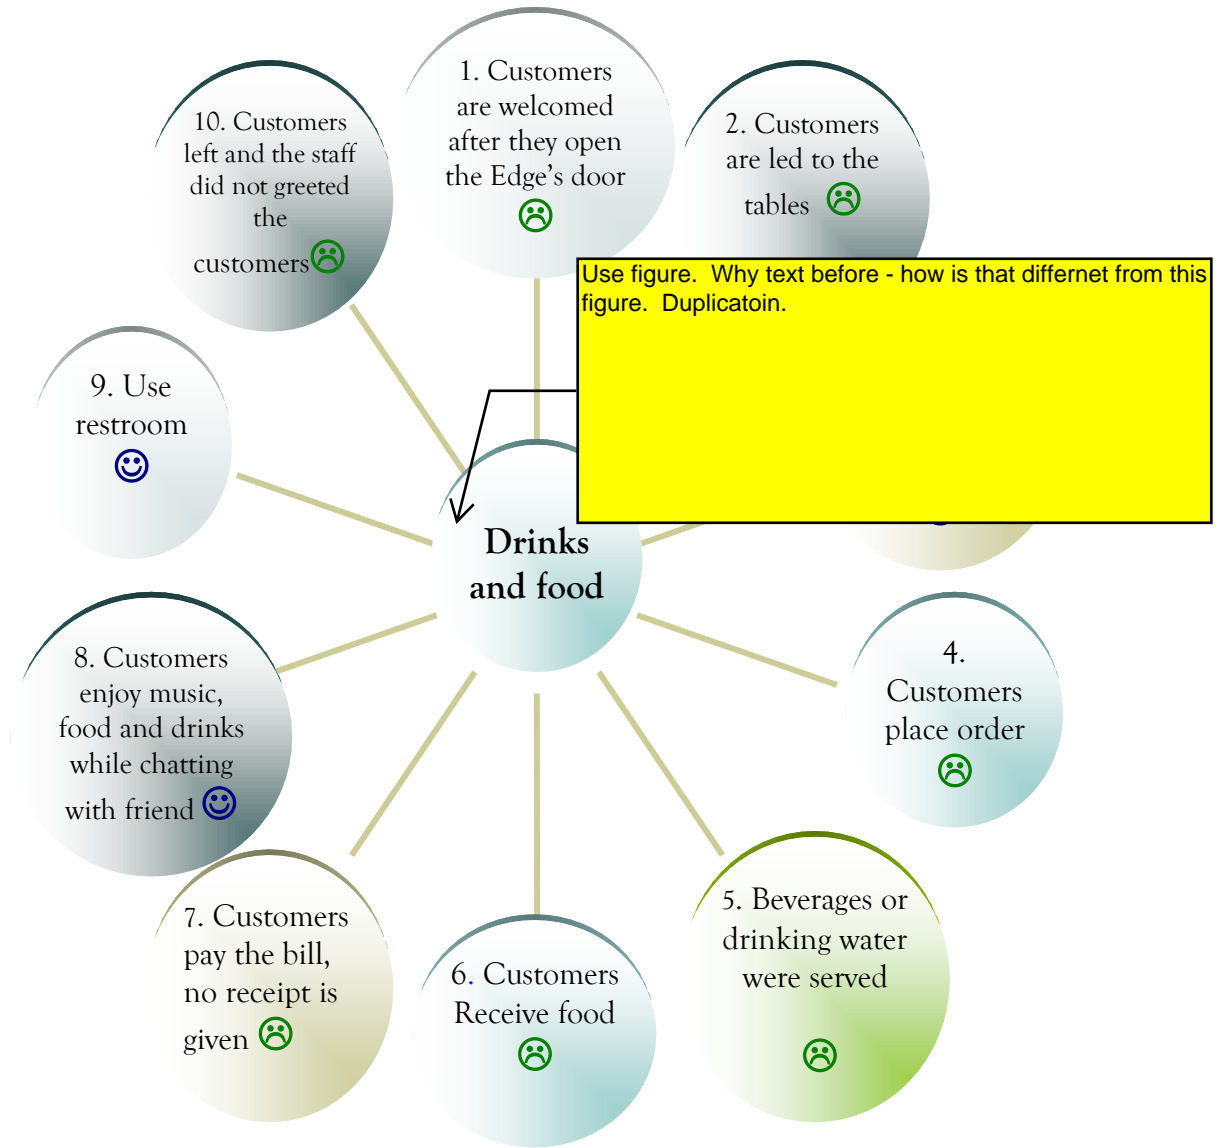 1. Customers
are welcomed
after they open
the Edge's door
2. Customers
are led to the
tables
Use figure.  Why text before - how is that differnet from this
figure.  Duplicatoin.
4.
Customers
place order
5. Beverages or
drinking water
were served
6. Customers
Receive food
7. Customers
pay the bill,
no receipt is
given
8. Customers
enjoy music,
food and drinks
while chatting
with friend
9. Use
restroom
10. Customers
left and the staff
did not greeted
the
customers
Drinks
and food